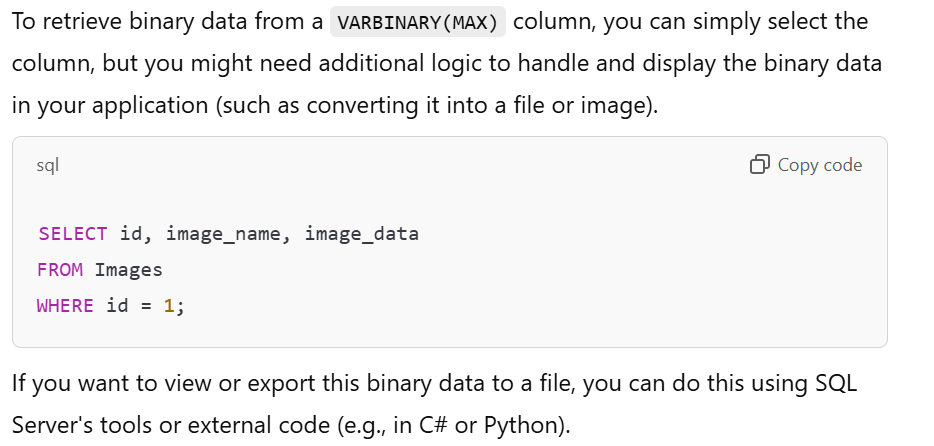 To retrieve binary data from a VARBINARY(MAX) column, you can simply select the
column, but you might need additional logic to handle and display the binary data
in your application (such as converting it into a file or image).
sql
Copy code
SELECT id, image_name, image_data
FROM Images
WHERE id = 1;
If you want to view or export this binary data to a file, you can do this using SQL
Server's tools or external code (e.g., in C# or Python).